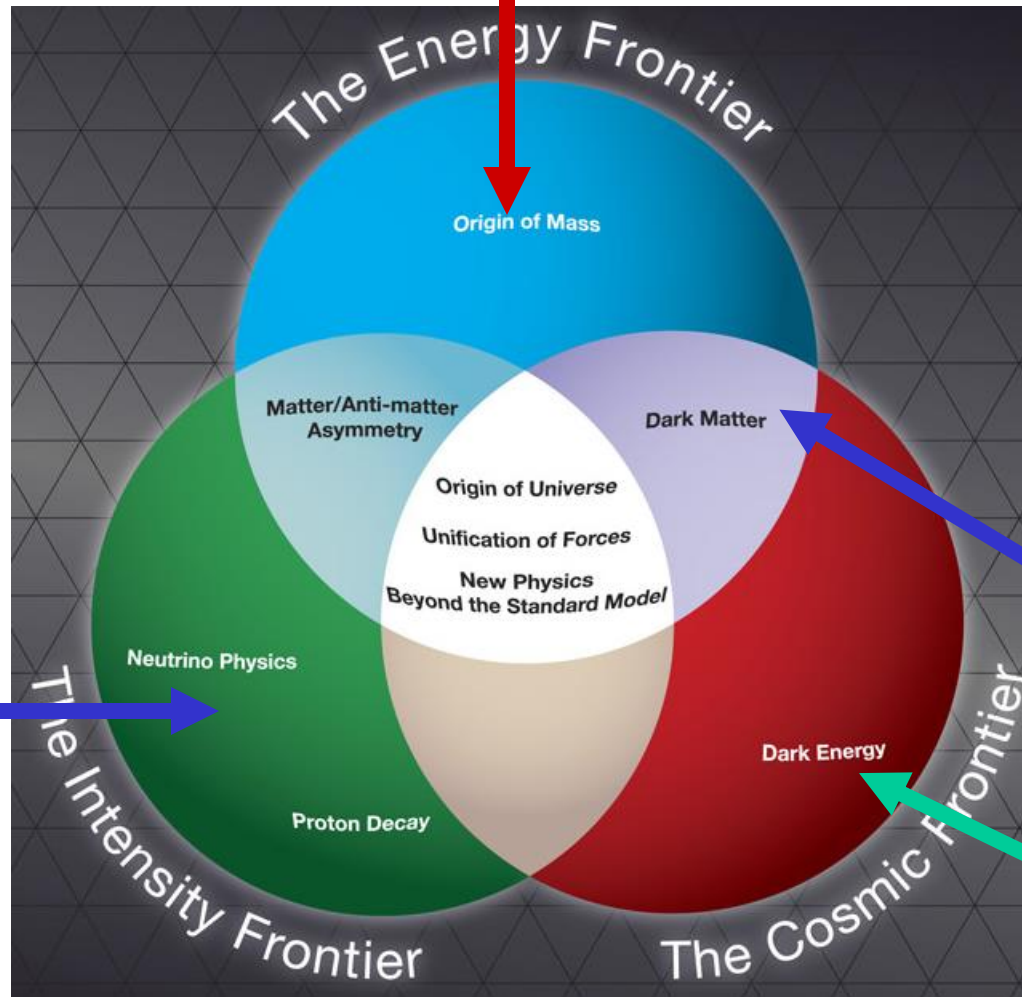 The Energy Frontier
Origin of Mass
Matter/Anti-matter
Asymmetry
Dark Matter
Origin of Universe
Unification of Forces
New Physics
Beyond the Standard Model
Neutrino Physics
Dark Energy
Proton Decay
The Intensity Frontier
The Cosmic Frontier